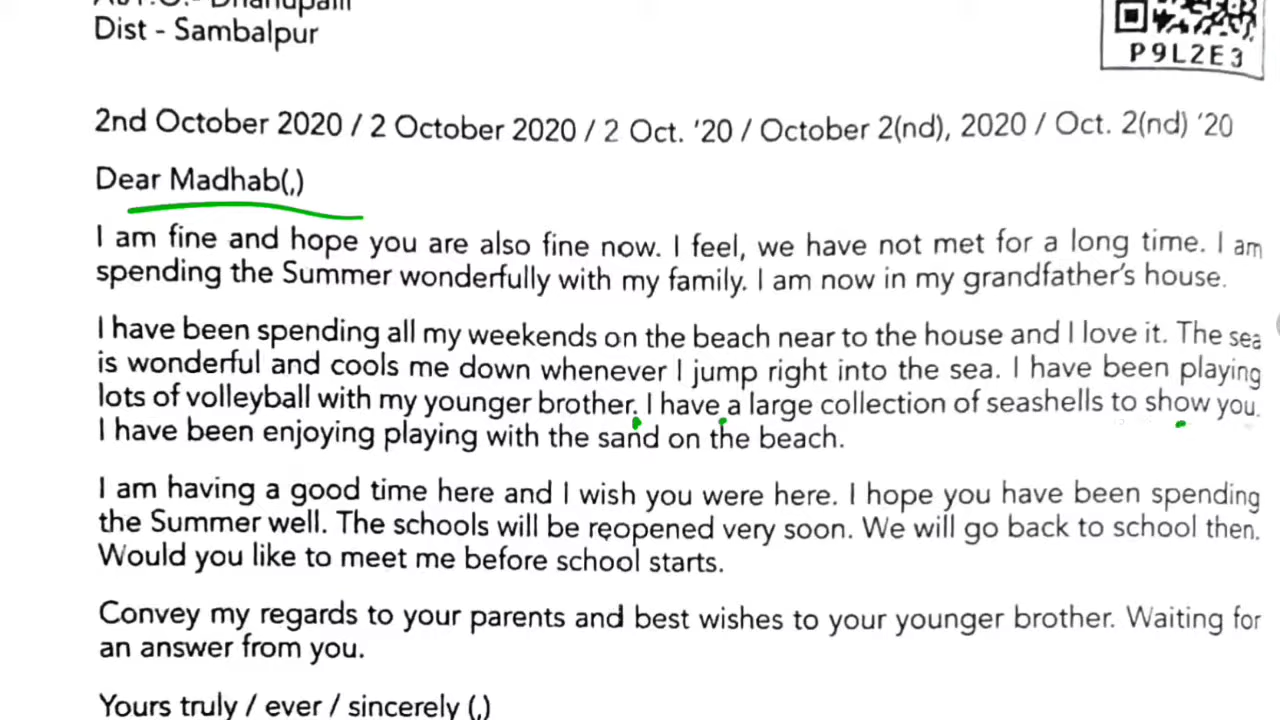 Dist - Sambalpur
P9L2E3
2nd October 2020 / 2 October 2020 / 2 Oct. '20 / October 2(nd), 2020 / Oct. 2(nd) '20
Dear Madhab(,)
I am fine and hope you are also fine now. I feel, we have not met for a long time. I am
spending the Summer wonderfully with my family. I am now in my grandfather's house.
I have been spending all my weekends on the beach near to the house and I love it. The sea
is wonderful and cools me down whenever I jump right into the sea. I have been playing
lots of volleyball with my younger brother. I have a large collection of seashells to show you.
I have been enjoying playing with the sand on the beach.
I am having a good time here and I wish you were here. I hope you have been spending
the Summer well. The schools will be reopened very soon. We will go back to school then.
Would you like to meet me before school starts.
Convey my regards to your parents and best wishes to your younger brother. Waiting for
an answer from you.
Yours truly / ever / sincerely (,)